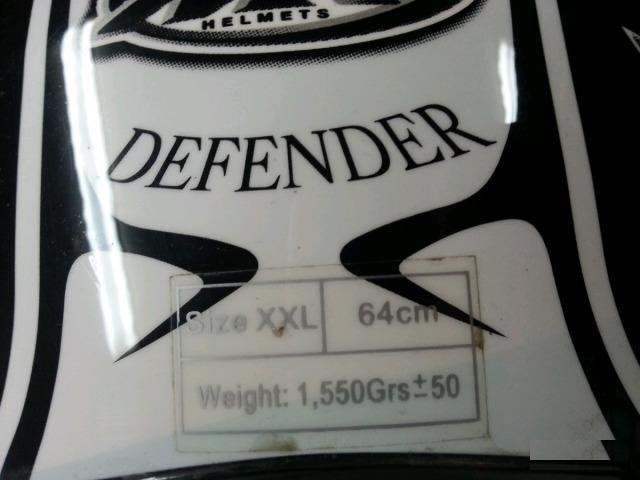 HELMETS
DEFENDER
Size XXL 64cm
Weight: 1,550Grs±50